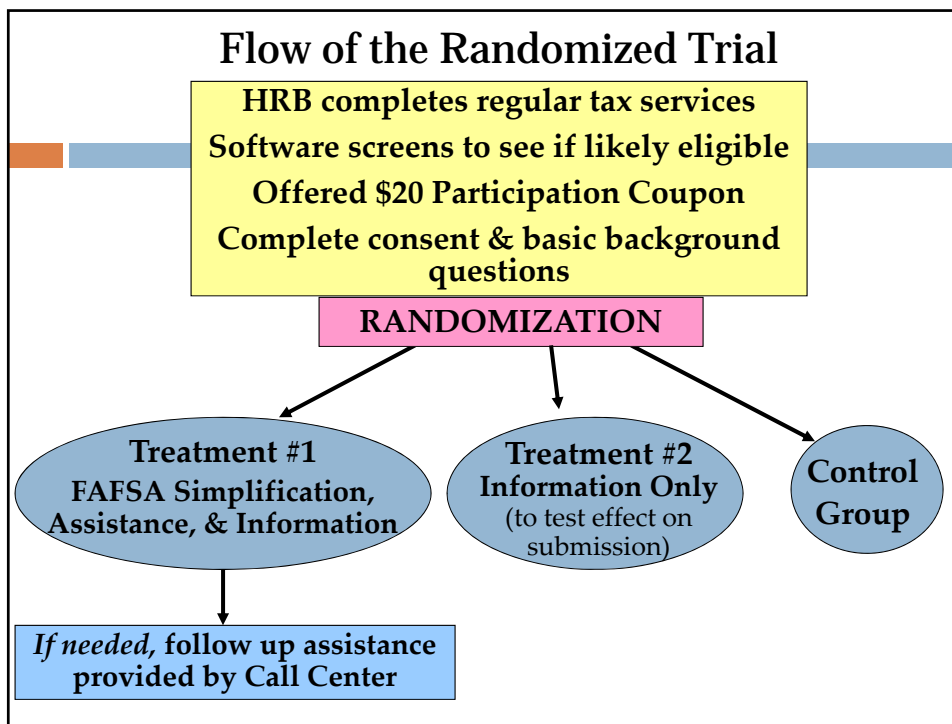 Flow of the Randomized Trial
HRB completes regular tax services
Software screens to see if likely eligible
Offered $20 Participation Coupon
Complete consent & basic background
questions
RANDOMIZATION
Treatment #1
FAFSA Simplification,
Assistance, & Information
Treatment #2
Information Only
(to test effect on
submission)
Control
Group
If needed, follow up assistance
provided by Call Center